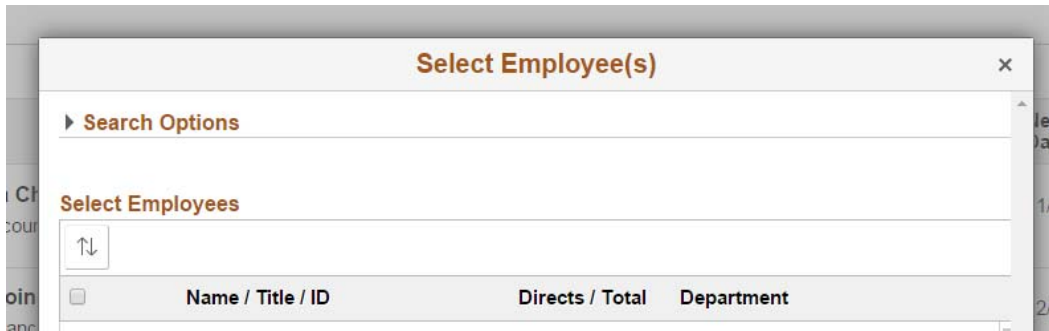 Select Employee(s)
×
Search Options
Select Employees
Name / Title / ID Directs / Total Department